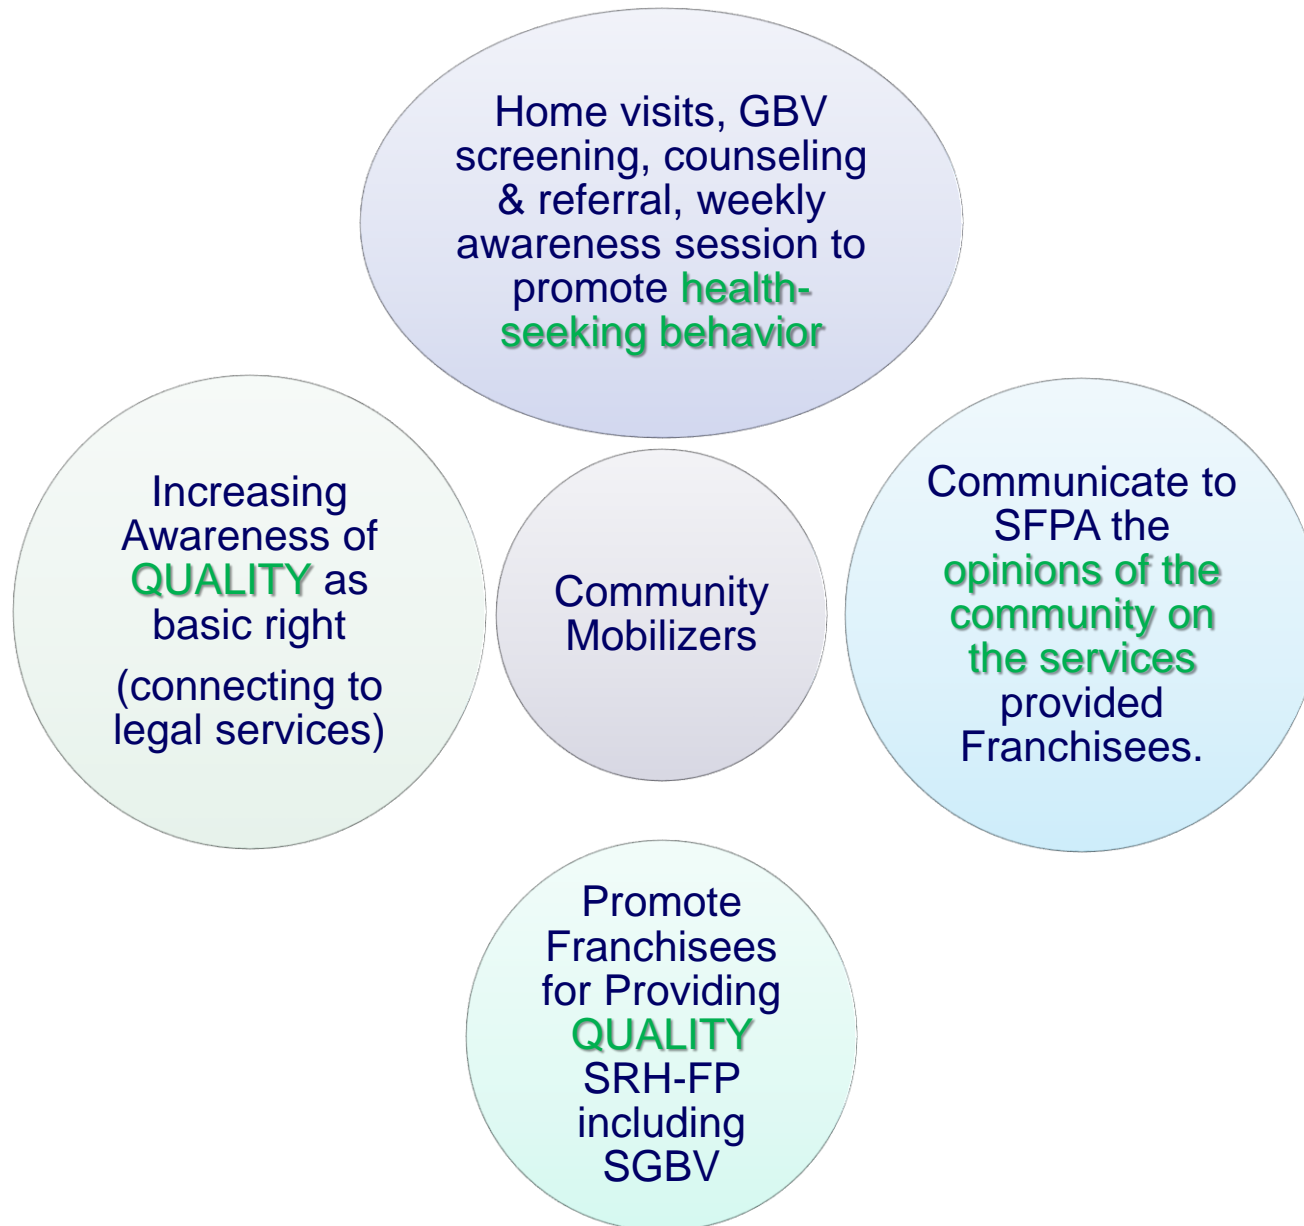 Home visits, GBV
screening, counseling
& referral, weekly
awareness session to
promote health-
seeking behavior
Increasing
Awareness of
QUALITY as
basic right
(connecting to
legal services)
Community
Mobilizers
Communicate to
SFPA the
opinions of the
community on
the services
provided
Franchisees.
Promote
Franchisees
for Providing
QUALITY
SRH-FP
including
SGBV